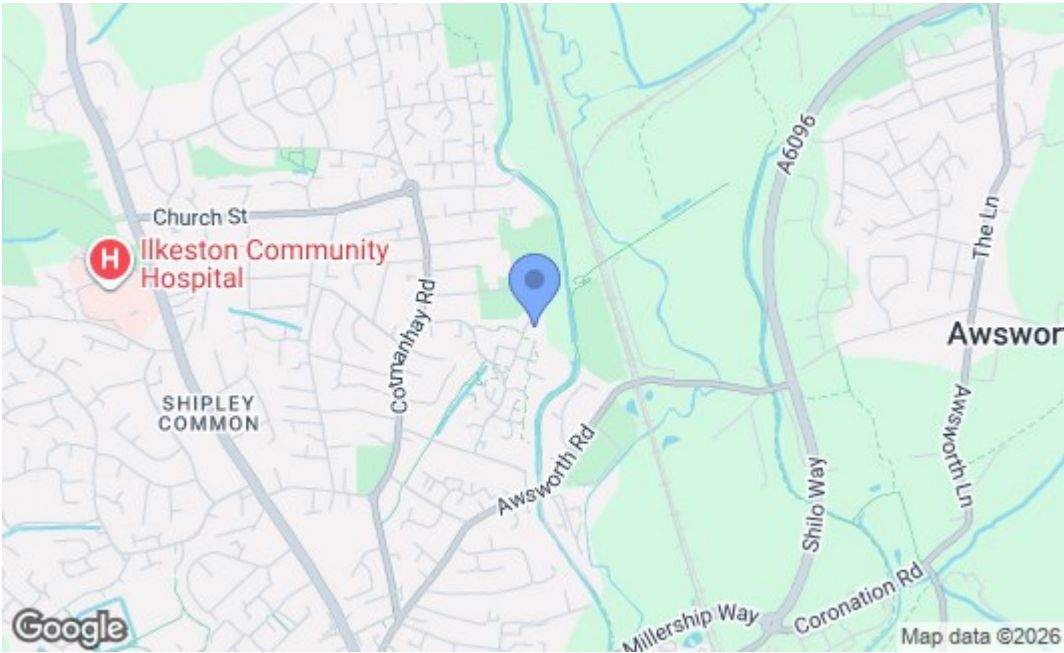 A6096
Church St
The Ln
H
Ilkeston Community
Hospital
Cotmanhay Rd
Awswor
SHIPLEY
COMMON
Awsworth Rd
Awsworth Ln
Shilo Way
Coronation Rd
Millership Way
Google
Map data ©2026